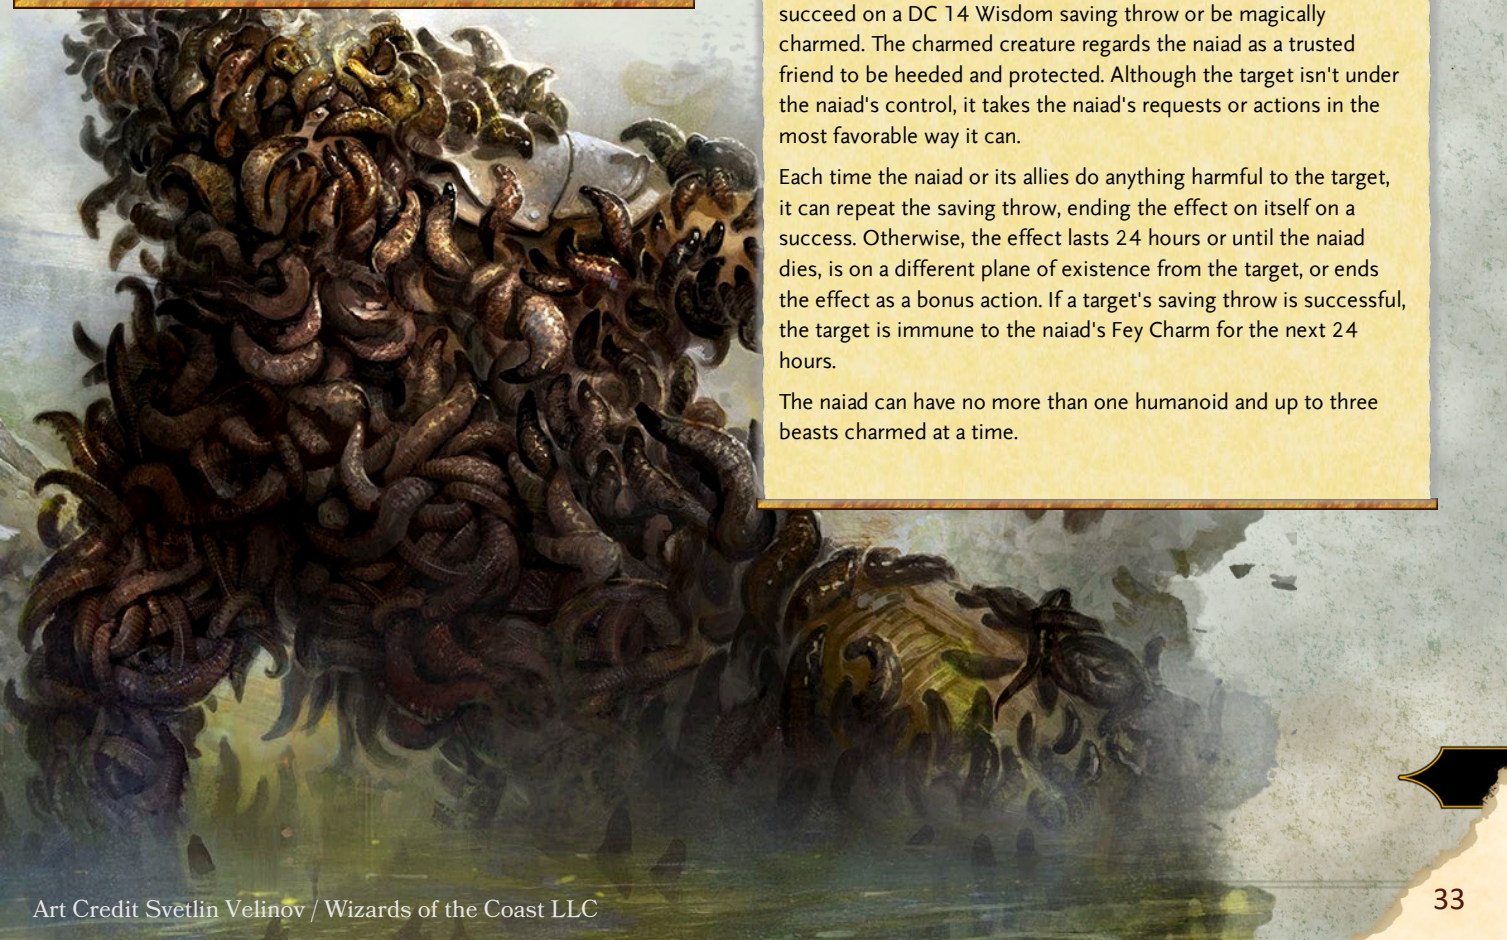 succeed on a DC 14 Wisdom saving throw or be magically
charmed. The charmed creature regards the naiad as a trusted
friend to be heeded and protected. Although the target isn't under
the naiad's control, it takes the naiad's requests or actions in the
most favorable way it can.
Each time the naiad or its allies do anything harmful to the target,
it can repeat the saving throw, ending the effect on itself on a
success. Otherwise, the effect lasts 24 hours or until the naiad
dies, is on a different plane of existence from the target, or ends
the effect as a bonus action. If a target's saving throw is successful,
the target is immune to the naiad's Fey Charm for the next 24
hours.
The naiad can have no more than one humanoid and up to three
beasts charmed at a time.
Art Credit Svetlin Velinov / Wizards of the Coast LLC
33